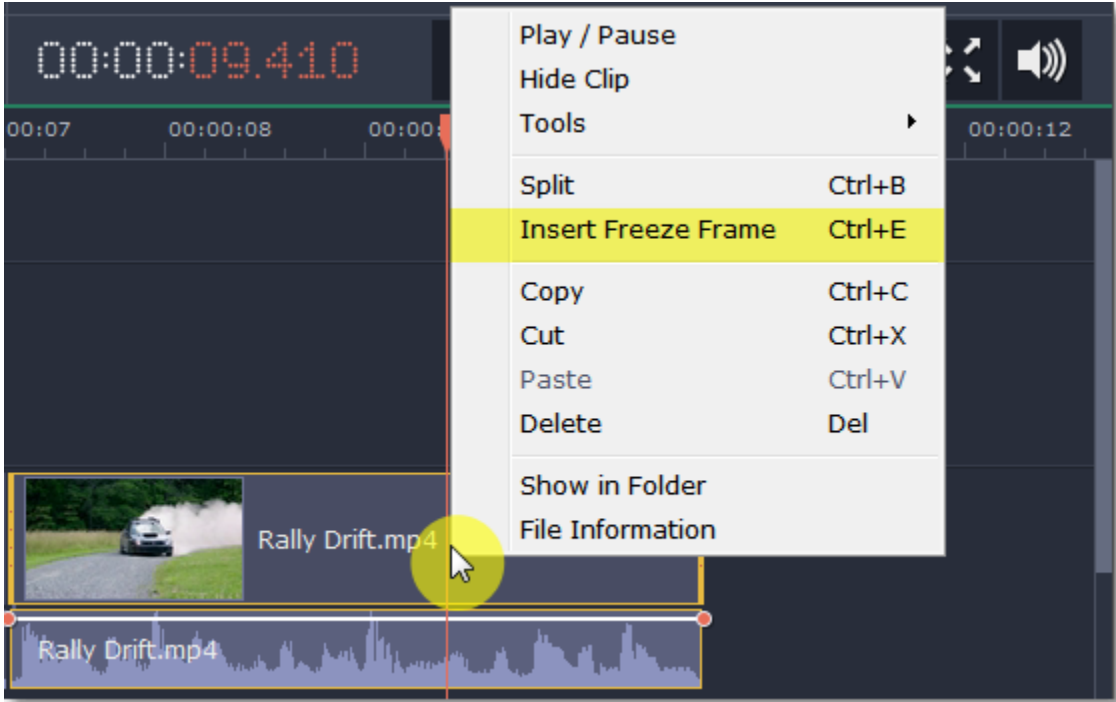 00:00:09.410
00:07
00:00:08
00:00:
00:00:12
Play / Pause
Hide Clip
Tools
Split Ctrl+B
Insert Freeze Frame Ctrl+E
Copy Ctrl+C
Cut Ctrl+X
Paste Ctrl+V
Delete Del
Show in Folder
File Information
Rally Drift.mp4
Rally Drift.mp4